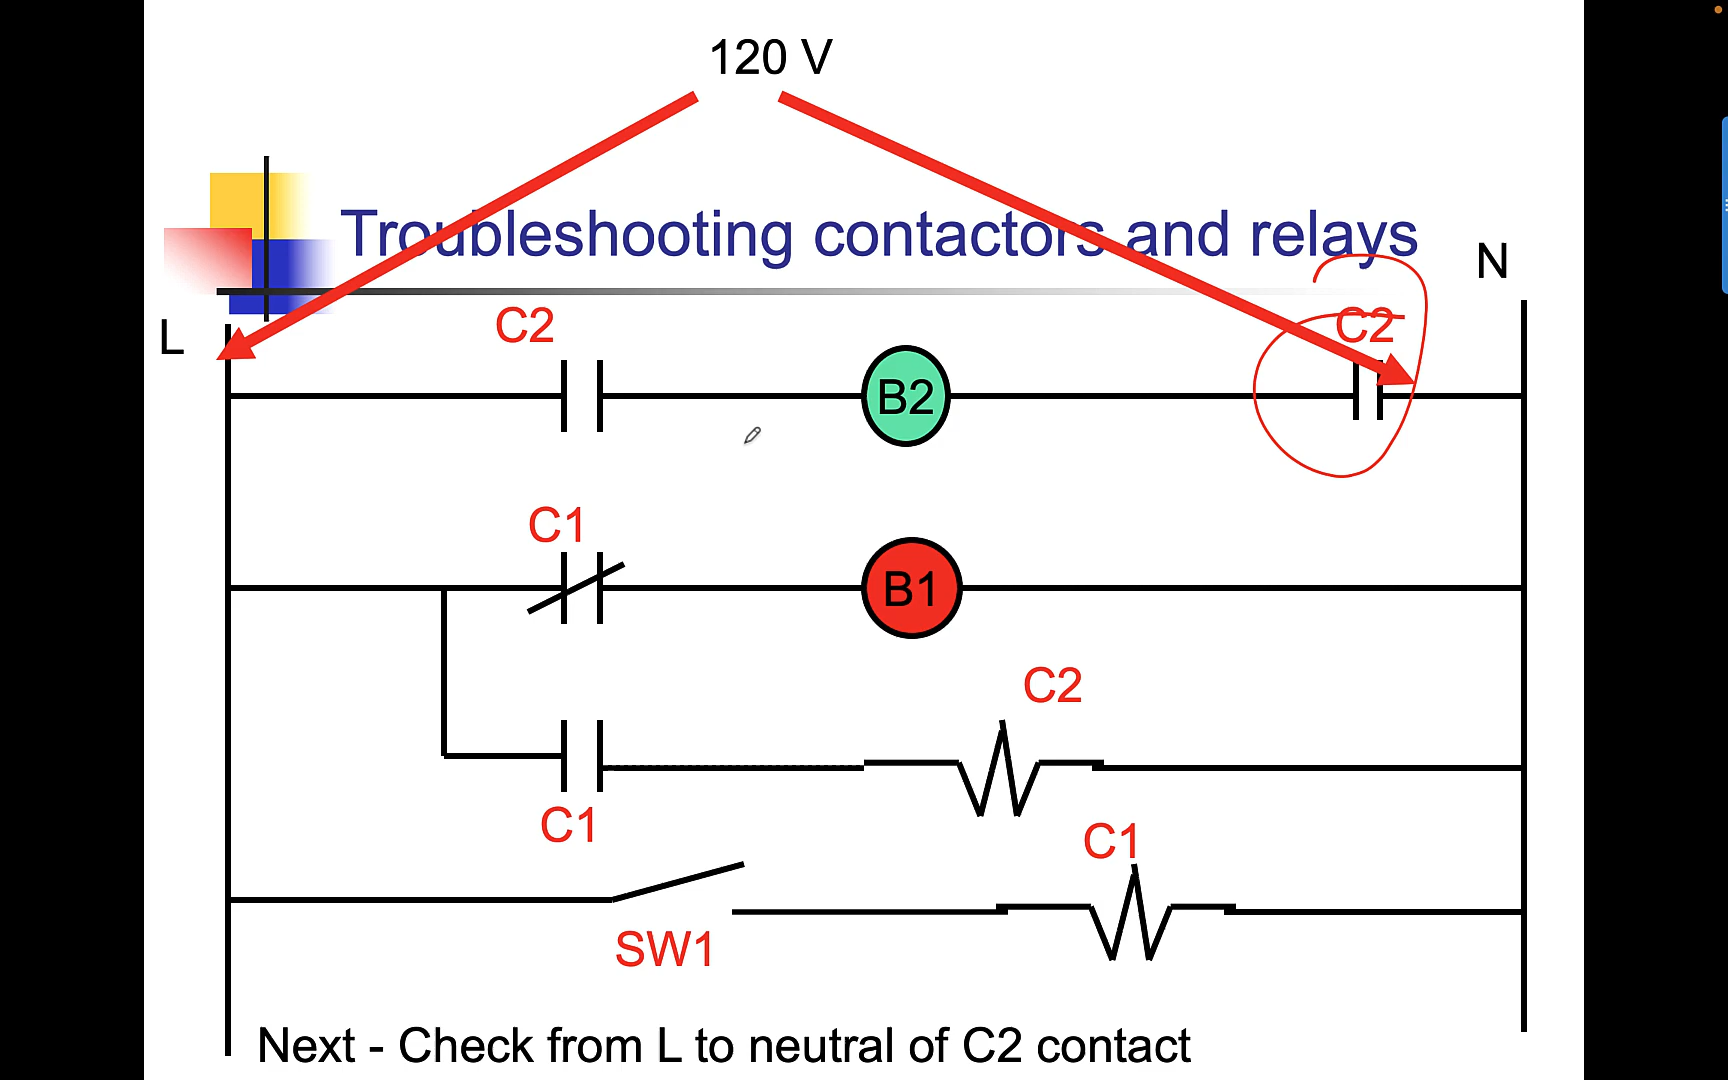 120 V
Troubleshooting contactors and relays
N
L
C2
C2
B2
C1
B1
C2
C1
C1
SW1
Next - Check from L to neutral of C2 contact